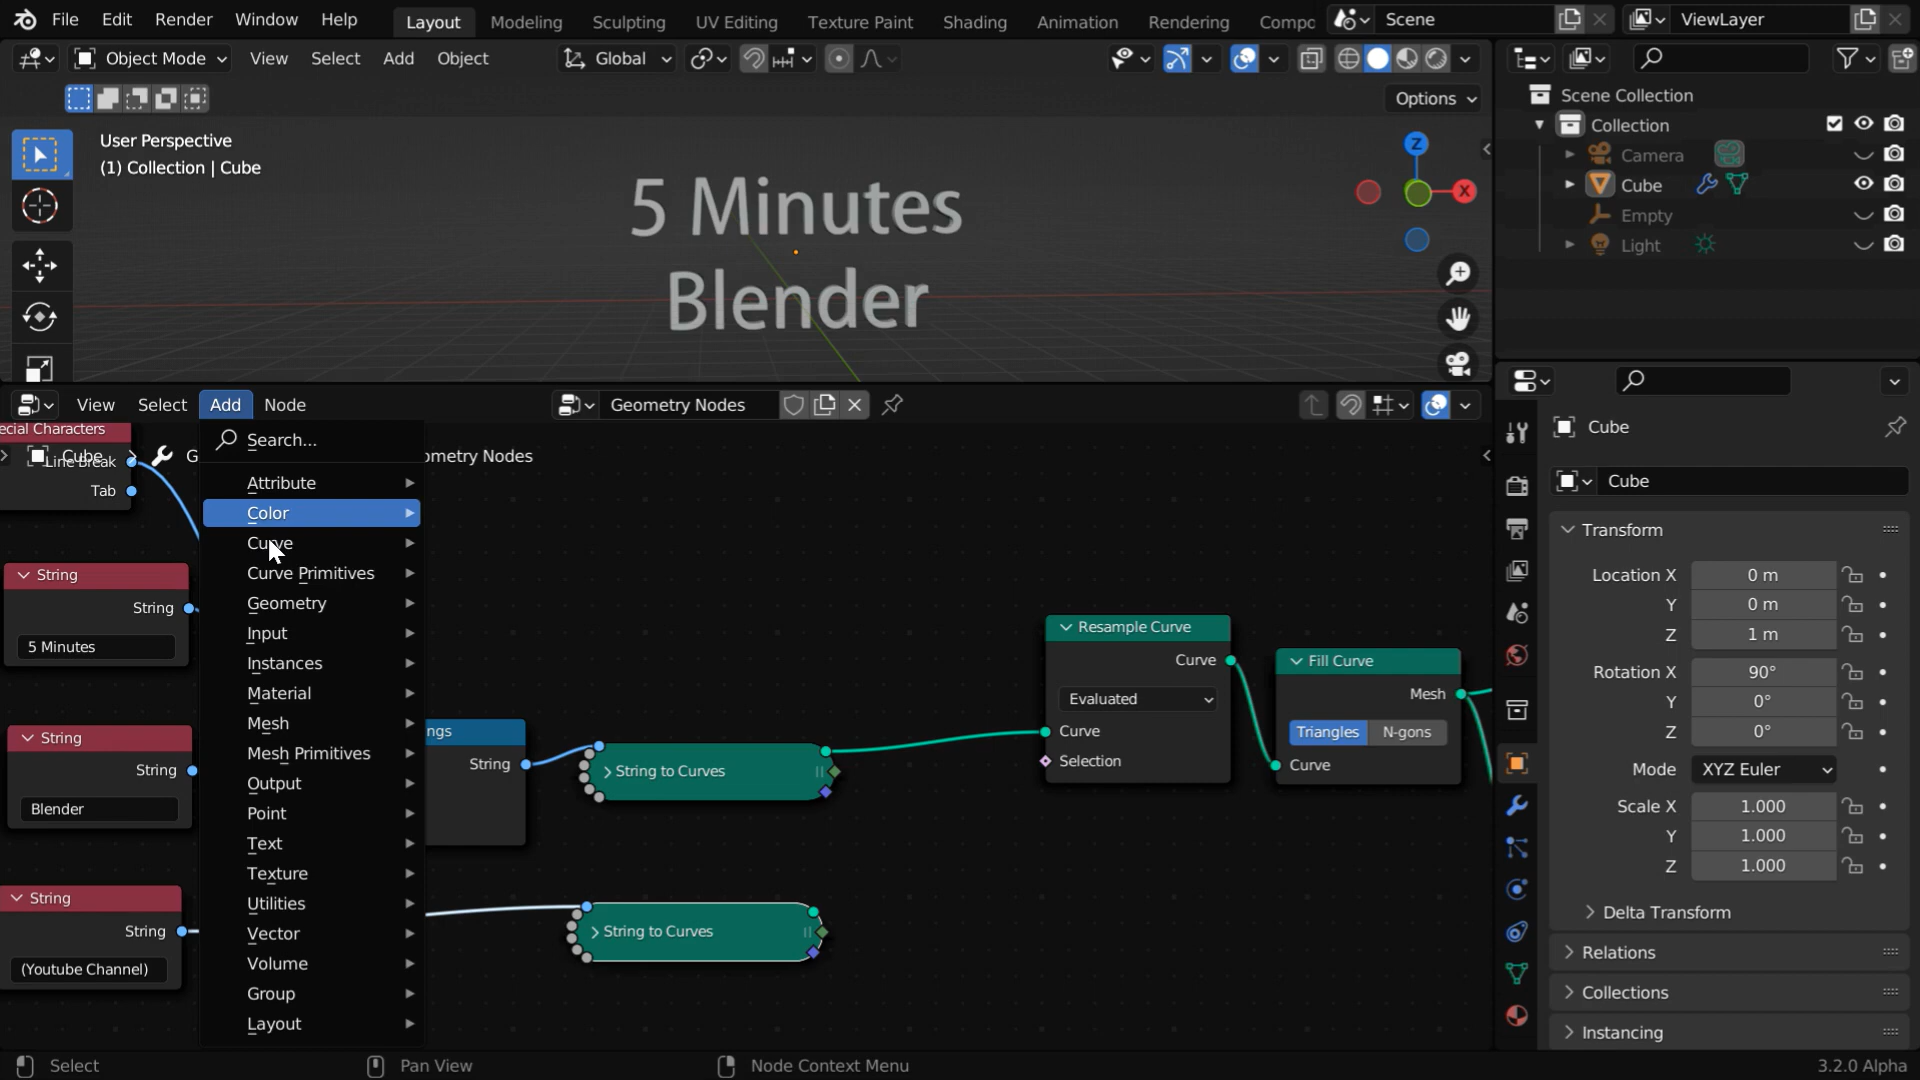 File Edit Render Window Help
Layout Modeling Sculpting UV Editing Texture Paint Shading Animation Rendering Compo
Scene
ViewLayer
Object Mode View Select Add Object
Global
Options
User Perspective
(1) Collection | Cube
5 Minutes
Blender
Z
X
Scene Collection
Collection
Camera
Cube
Empty
Light
View Select Add Node
Geometry Nodes
ecial Characters
Cube
G
ometry Nodes
Line Break
Tab
String
String
5 Minutes
String
String
Blender
String
String
(Youtube Channel)
Search...
Attribute
Color
Curve
Curve Primitives
Geometry
Input
Instances
Material
Mesh
Mesh Primitives
Output
Point
Text
Texture
Utilities
Vector
Volume
Group
Layout
ngs
String
String to Curves
String to Curves
Resample Curve
Curve
Evaluated
Curve
Selection
Fill Curve
Mesh
Triangles N-gons
Curve
Cube
Cube
Transform
Location X 0 m
Y 0 m
Z 1 m
Rotation X 90°
Y 0°
Z 0°
Mode XYZ Euler
Scale X 1.000
Y 1.000
Z 1.000
Delta Transform
Relations
Collections
Instancing
Select
Pan View
Node Context Menu
3.2.0 Alpha